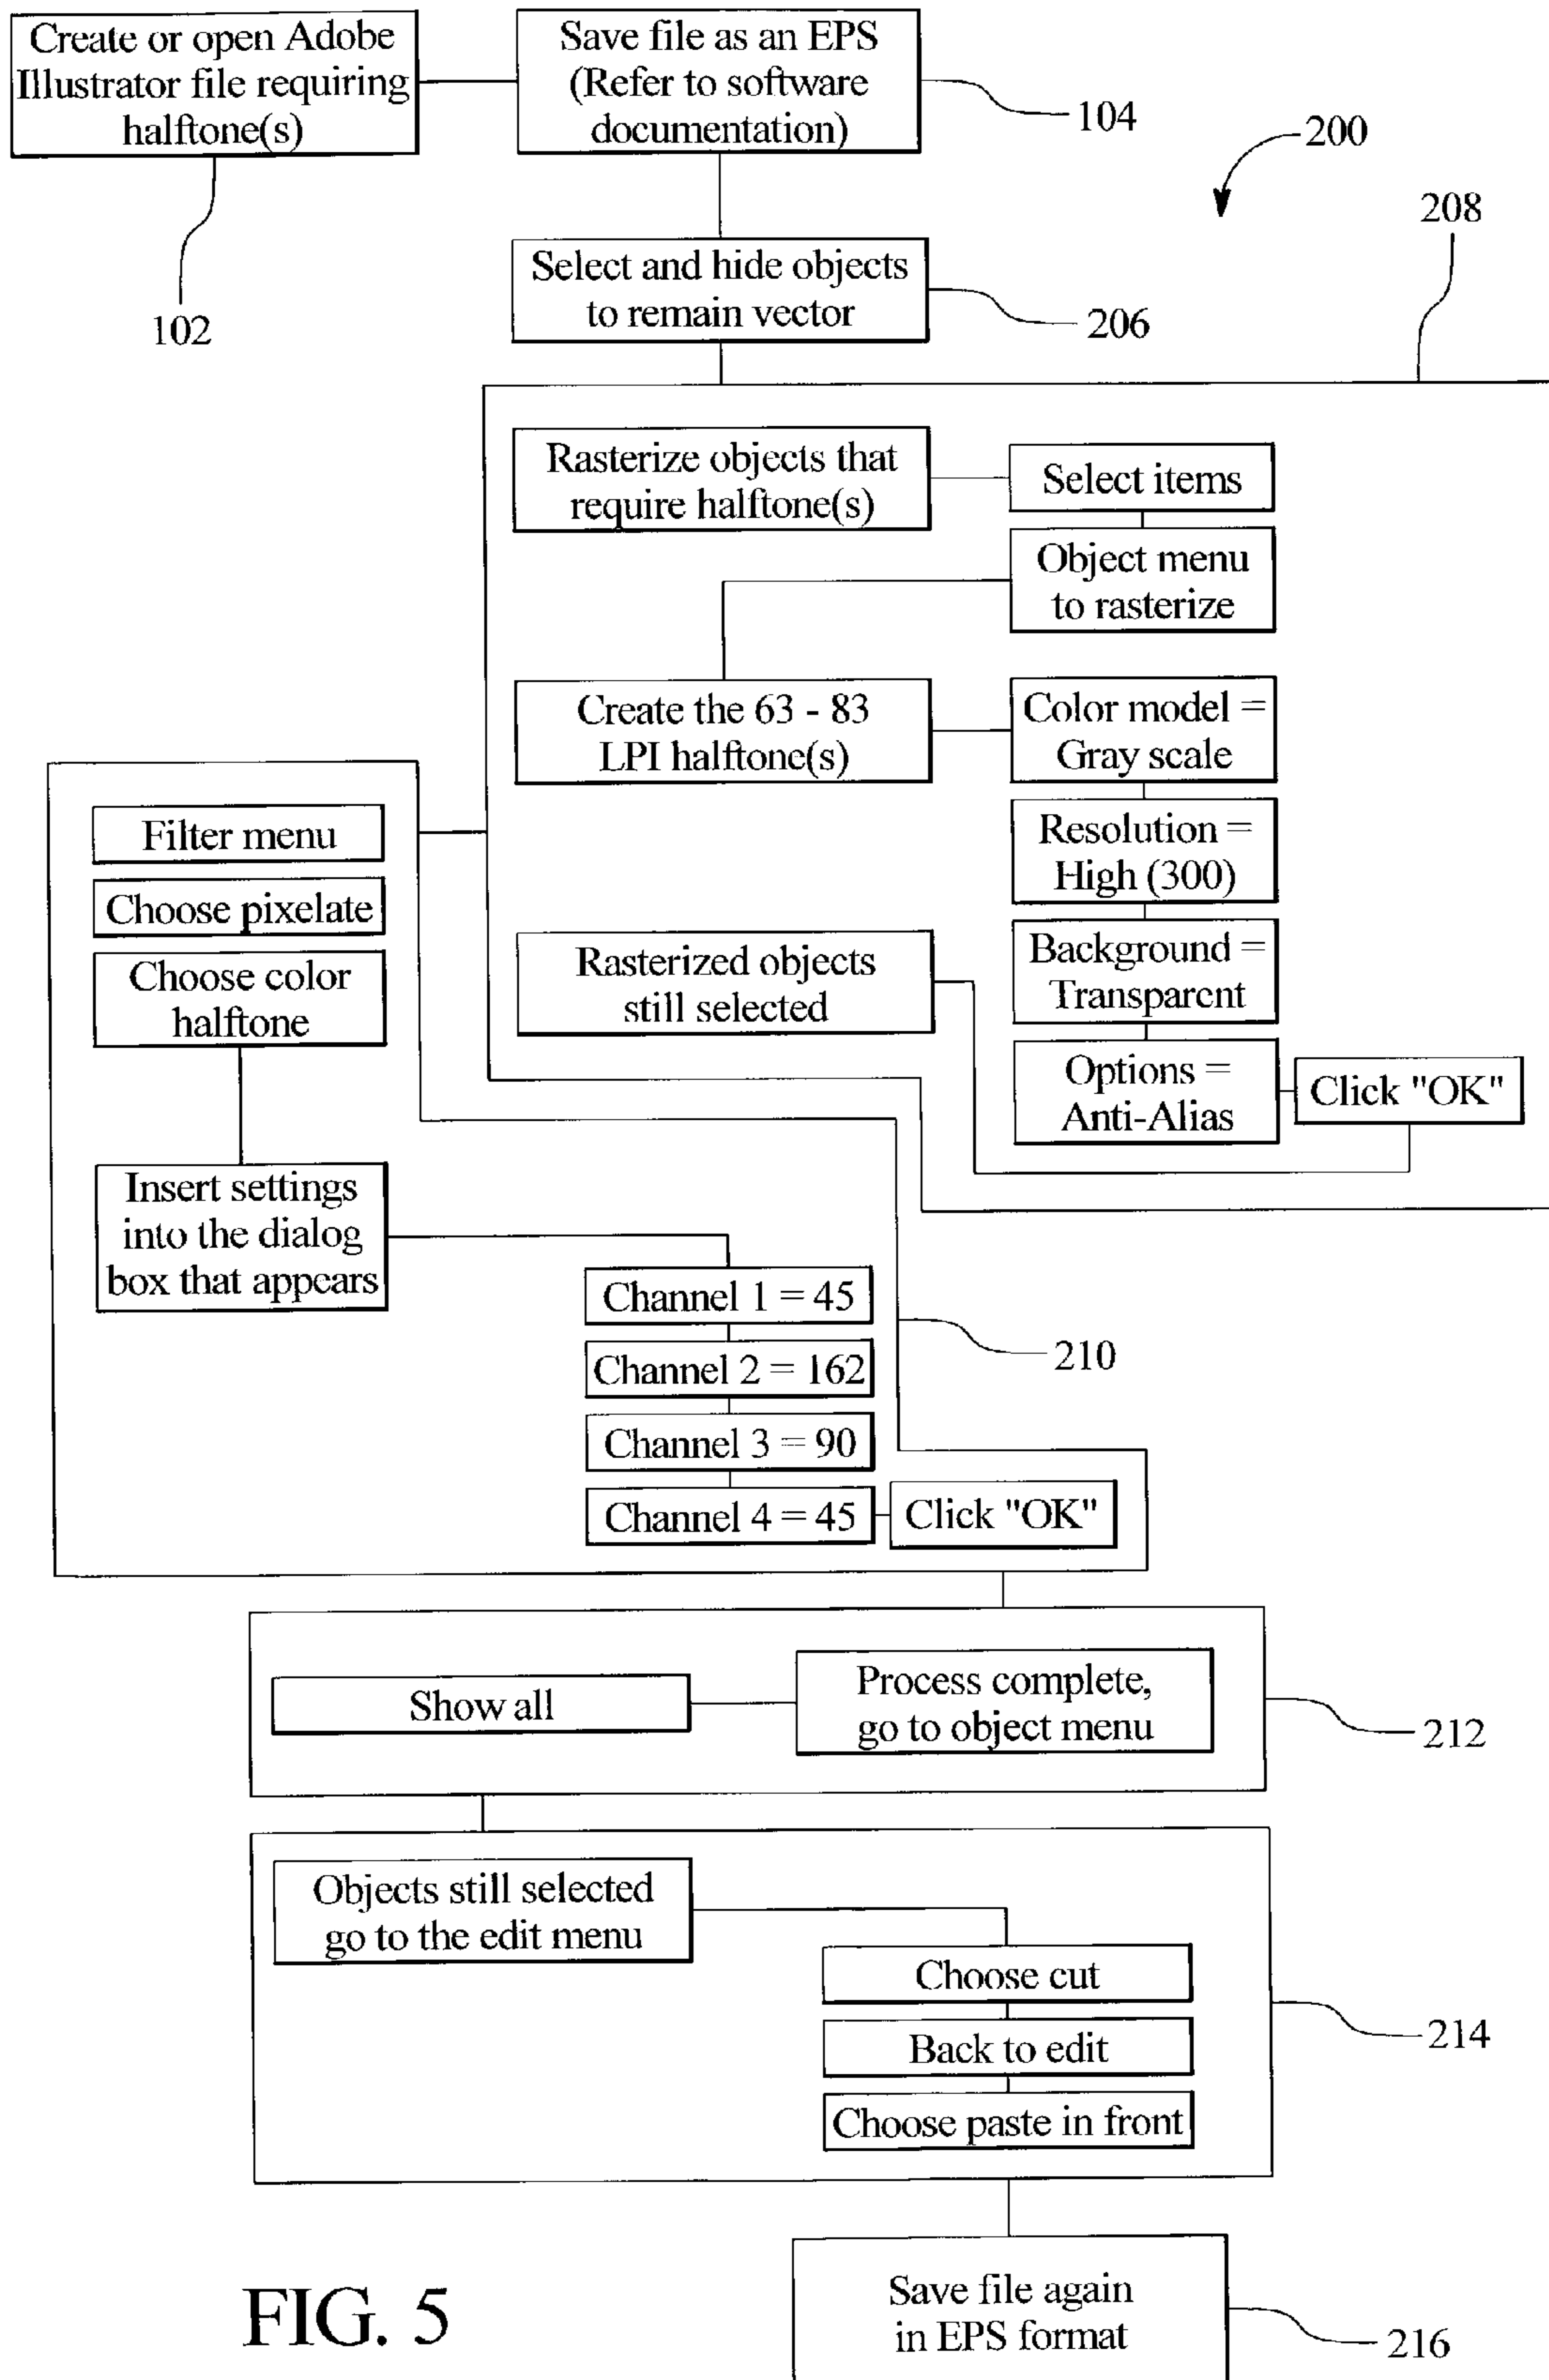 Create or open Adobe
Illustrator file requiring
halftone(s)
Save file as an EPS
(Refer to software
documentation)
104
200
102
208
Select and hide objects
to remain vector
206
Rasterize objects that
require halftone(s)
Select items
Object menu
to rasterize
Create the 63 - 83
LPI halftone(s)
Color model =
Gray scale
Resolution =
High (300)
Background =
Transparent
Options =
Anti-Alias
Click "OK"
Rasterized objects
still selected
Filter menu
Choose pixelate
Choose color
halftone
Insert settings
into the dialog
box that appears
Channel 1 = 45
Channel 2 = 162
Channel 3 = 90
Channel 4 = 45
Click "OK"
210
Show all
Process complete,
go to object menu
212
Objects still selected
go to the edit menu
Choose cut
Back to edit
Choose paste in front
214
Save file again
in EPS format
216
FIG. 5